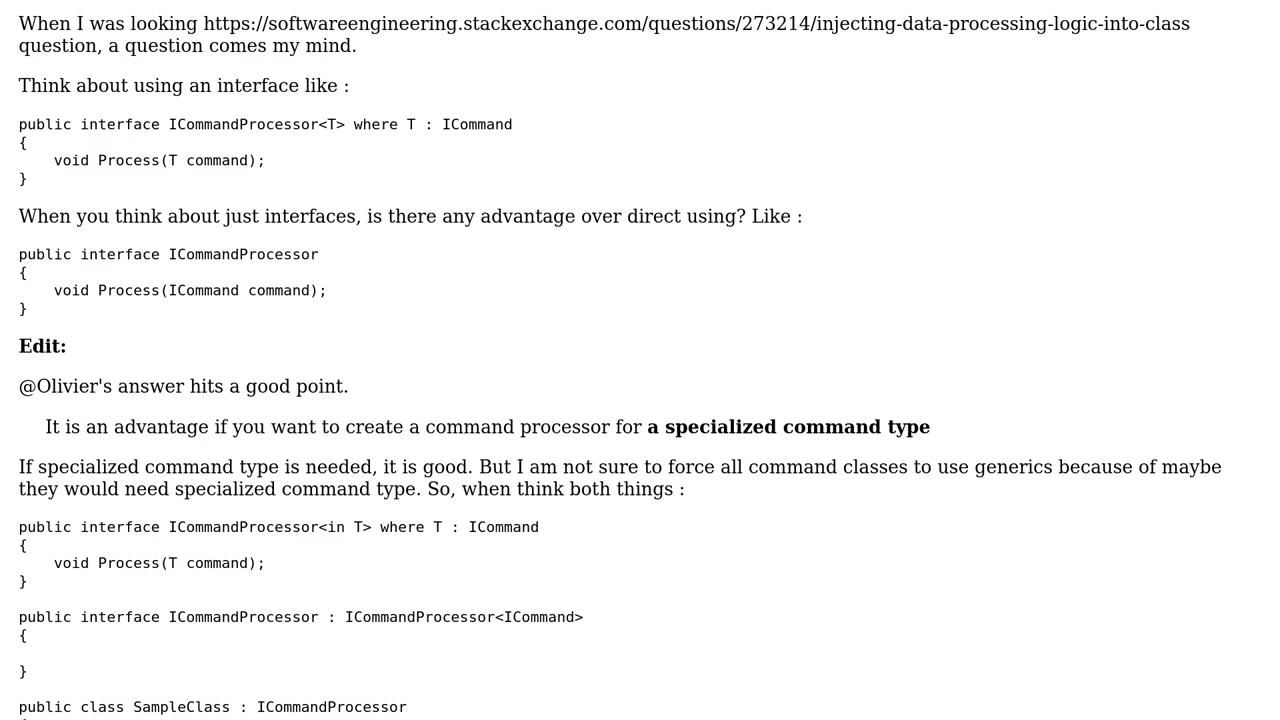 When I was looking https://softwareengineering.stackexchange.com/questions/273214/injecting-data-processing-logic-into-class
question, a question comes my mind.
Think about using an interface like :
public interface ICommandProcessor<T> where T : ICommand
{
    void Process(T command);
}
When you think about just interfaces, is there any advantage over direct using? Like :
public interface ICommandProcessor
{
    void Process(ICommand command);
}
Edit:
@Olivier's answer hits a good point.
It is an advantage if you want to create a command processor for a specialized command type
If specialized command type is needed, it is good. But I am not sure to force all command classes to use generics because of maybe
they would need specialized command type. So, when think both things :
public interface ICommandProcessor<in T> where T : ICommand
{
    void Process(T command);
}
public interface ICommandProcessor : ICommandProcessor<ICommand>
{
}
public class SampleClass : ICommandProcessor